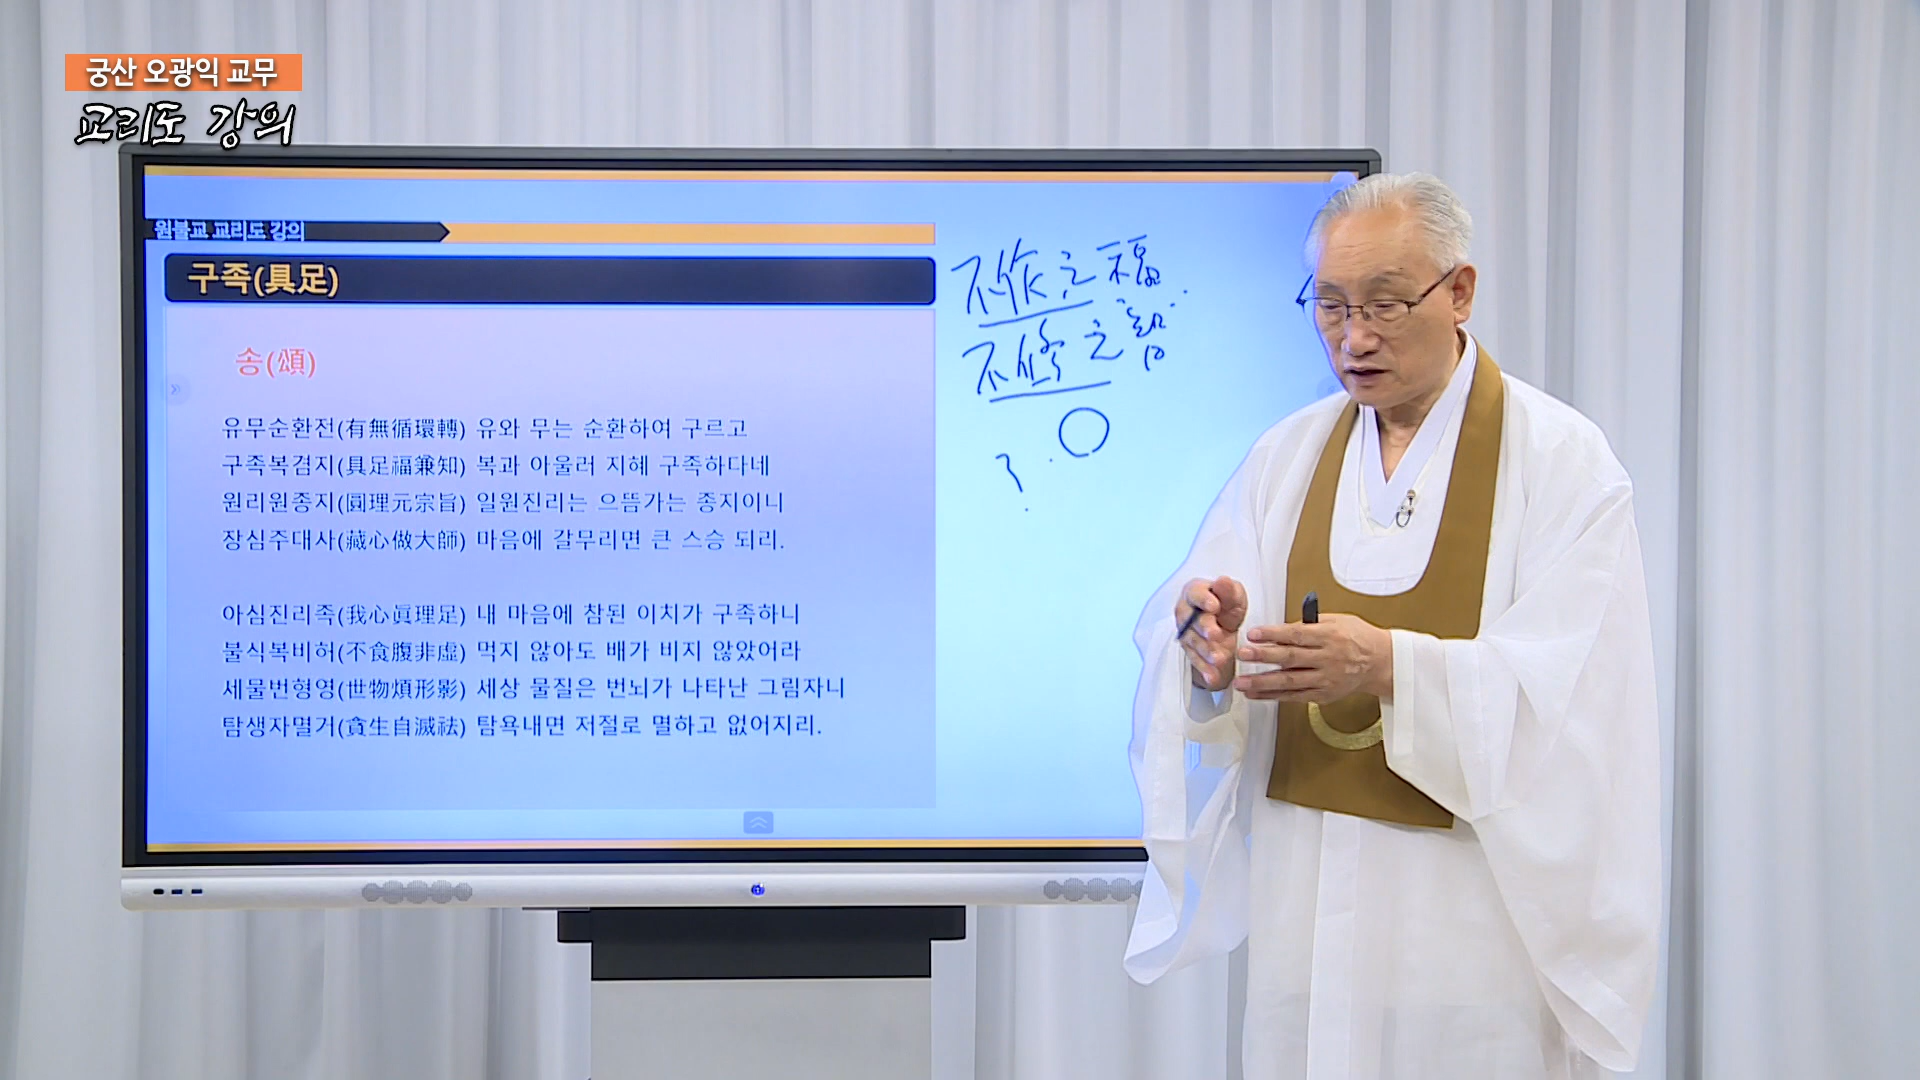 궁산 오광익 교무
교리도 강의
원불교 교리도 강의
구족(具足)
송(頌)
유무순환전(有無循環轉) 유와 무는 순환하여 구르고
구족복겸지(具足福兼知) 복과 아울러 지혜 구족하다네
원리원종지(圓理元宗旨) 일원진리는 으뜸가는 종지이니
장심주대사(藏心做大師) 마음에 갈무리면 큰 스승 되리.
아심진리족(我心眞理足) 내 마음에 참된 이치가 구족하니
불식복비허(不食腹非虛) 먹지 않아도 배가 비지 않았어라
세물번형영(世物煩形影) 세상 물질은 번뇌가 나타난 그림자니
탐생자멸거(貪生自滅祛) 탐욕내면 저절로 멸하고 없어지리.
不作之福
不學之